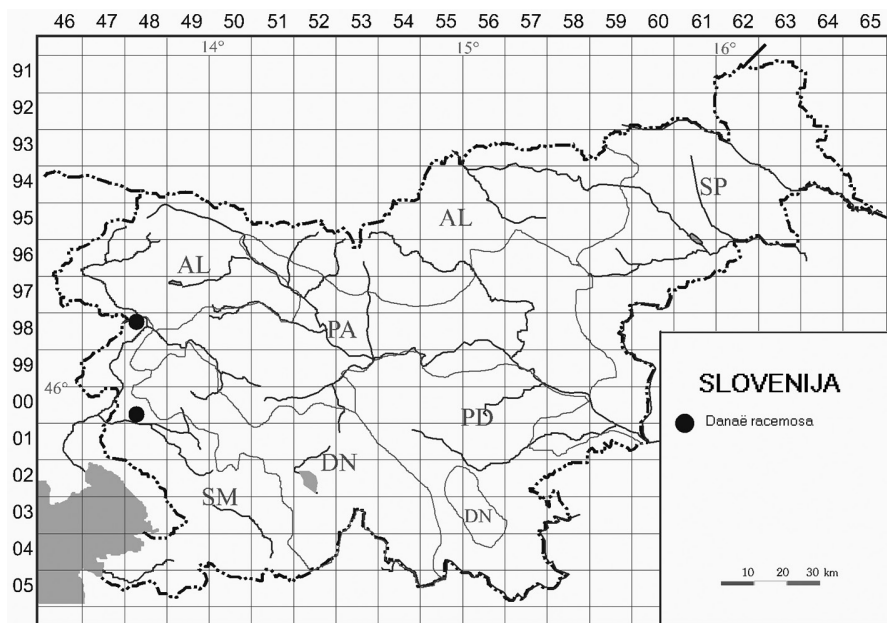 46 47 48 49 50 51 52 53 54 55 56 57 58 59 60 61 62 63 64 65
14° 15° 16°
91
92
93
94
SP
95
AL
96
AL
97
98
PA
99
46°
SLOVENIJA
00
PD
Danaë racemosa
01
DN
02
SM
03
DN
04
10 20 30 km
05